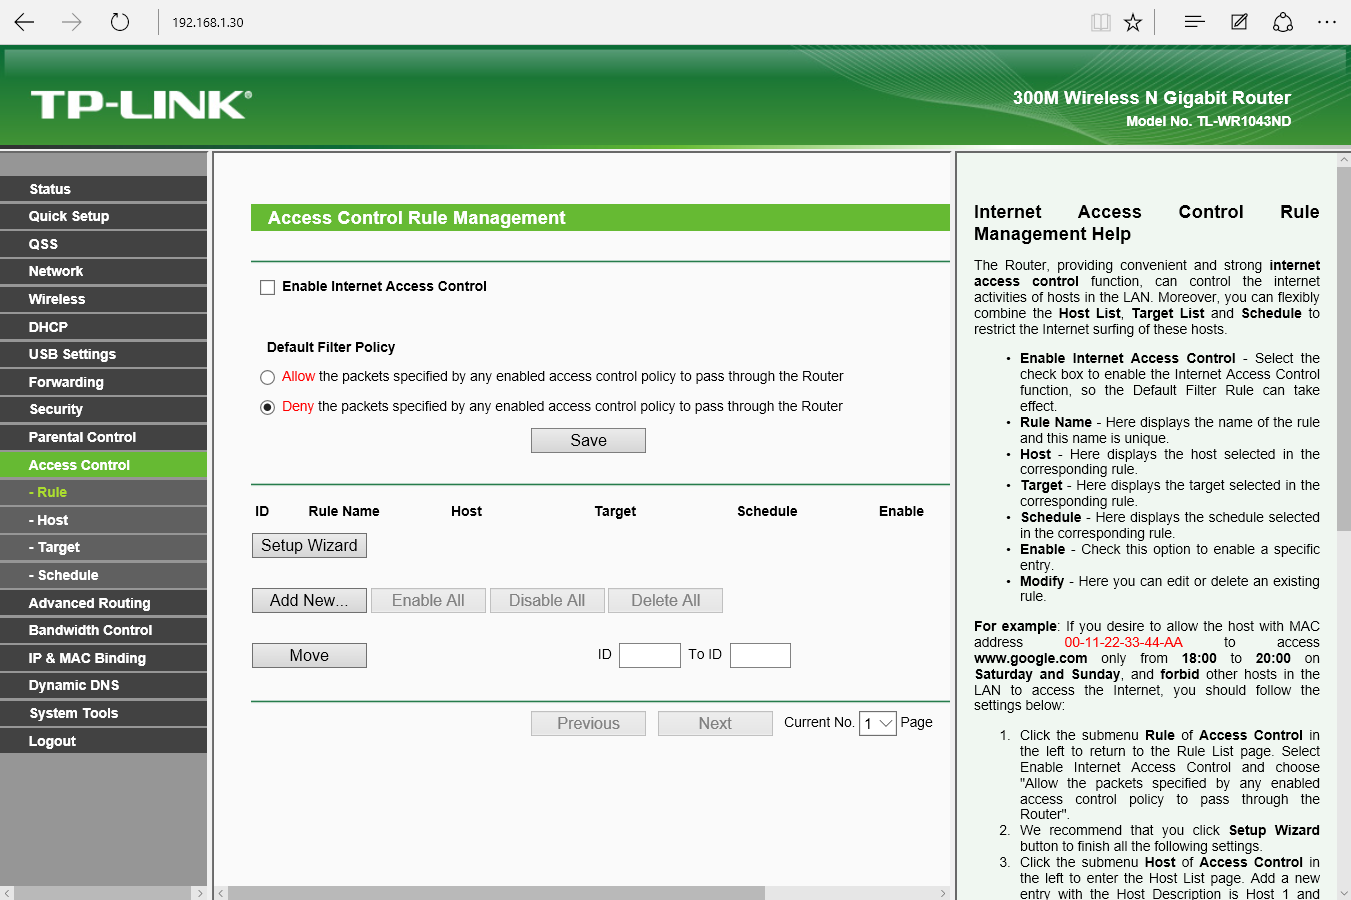 192.168.1.30
TP-LINK®
300M Wireless N Gigabit Router
Model No. TL-WR1043ND
Status
Quick Setup
QSS
Network
Wireless
DHCP
USB Settings
Forwarding
Security
Parental Control
Access Control
- Rule
- Host
- Target
- Schedule
Advanced Routing
Bandwidth Control
IP & MAC Binding
Dynamic DNS
System Tools
Logout
Access Control Rule Management
Enable Internet Access Control
Default Filter Policy
Allow the packets specified by any enabled access control policy to pass through the Router
Deny the packets specified by any enabled access control policy to pass through the Router
Save
ID Rule Name Host Target Schedule Enable
Setup Wizard
Add New... Enable All Disable All Delete All
Move ID To ID
Previous Next Current No. 1 Page
Internet Access Control Rule
Management Help
The Router, providing convenient and strong internet
access control function, can control the internet
activities of hosts in the LAN. Moreover, you can flexibly
combine the Host List, Target List and Schedule to
restrict the Internet surfing of these hosts.
• Enable Internet Access Control - Select the
check box to enable the Internet Access Control
function, so the Default Filter Rule can take
effect.
• Rule Name - Here displays the name of the rule
and this name is unique.
• Host - Here displays the host selected in the
corresponding rule.
• Target - Here displays the target selected in the
corresponding rule.
• Schedule - Here displays the schedule selected
in the corresponding rule.
• Enable - Check this option to enable a specific
entry.
• Modify - Here you can edit or delete an existing
rule.
For example: If you desire to allow the host with MAC
address 00-11-22-33-44-AA to access
www.google.com only from 18:00 to 20:00 on
Saturday and Sunday, and forbid other hosts in the
LAN to access the Internet, you should follow the
settings below:
1. Click the submenu Rule of Access Control in
the left to return to the Rule List page. Select
Enable Internet Access Control and choose
"Allow the packets specified by any enabled
access control policy to pass through the
Router".
2. We recommend that you click Setup Wizard
button to finish all the following settings.
3. Click the submenu Host of Access Control in
the left to enter the Host List page. Add a new
entry with the Host Description is Host 1 and